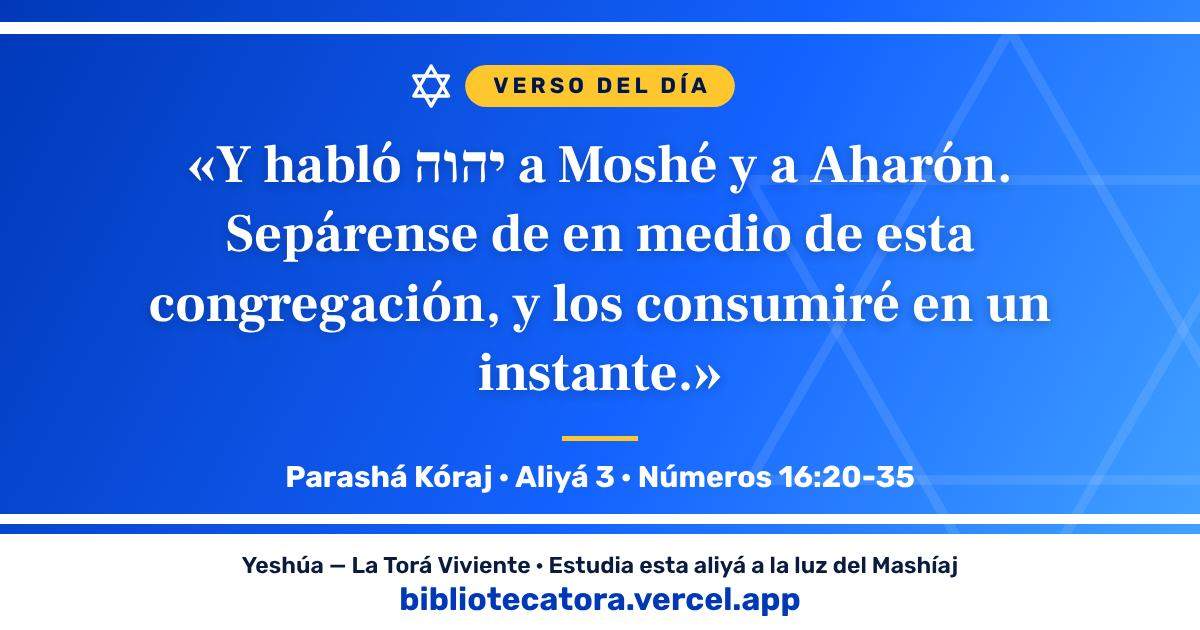 VERSO DEL DÍA
«Y habló יהוה a Moshé y a Aharón.
Sepárense de en medio de esta
congregación, y los consumiré en un
instante.»
Parashá Kóraj • Aliyá 3 • Números 16:20-35
Yeshúa — La Torá Viviente • Estudia esta aliyá a la luz del Mashíaj
bibliotecatora.vercel.app